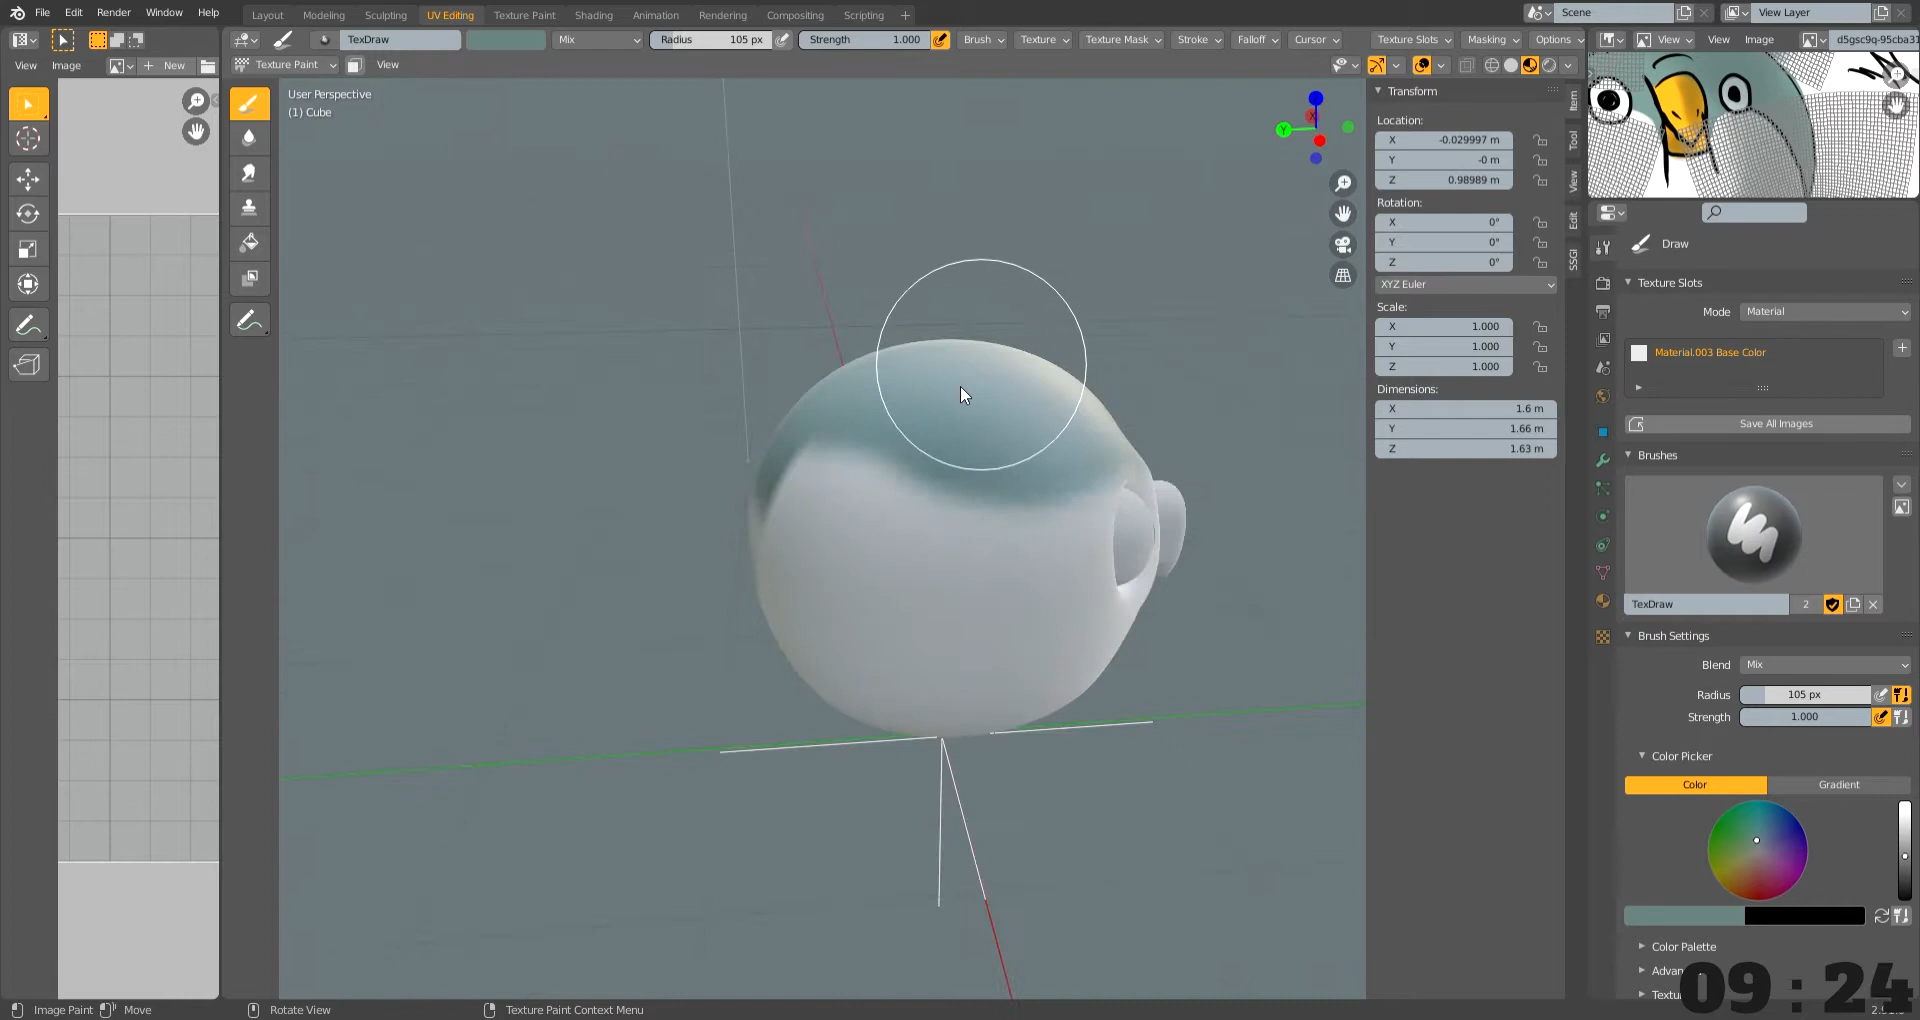 File Edit Render Window Help
Layout Modeling Sculpting UV Editing Texture Paint Shading Animation Rendering Compositing Scripting
Scene
View Layer
TexDraw
Mix
Radius 105 px
Strength 1.000
Brush Texture Texture Mask Stroke Falloff Cursor
Texture Slots Masking Options
View View Image d5gsc9q-95cba31
View Image New
Texture Paint View
User Perspective
(1) Cube
X
Y
Transform
Location:
X -0.029997 m
Y -0 m
Z 0.98989 m
Rotation:
X 0°
Y 0°
Z 0°
XYZ Euler
Scale:
X 1.000
Y 1.000
Z 1.000
Dimensions:
X 1.6 m
Y 1.66 m
Z 1.63 m
Item
Tool
View
Edit
SSGI
Draw
Texture Slots
Mode Material
Material.003 Base Color
Save All Images
Brushes
TexDraw 2
Brush Settings
Blend Mix
Radius 105 px
Strength 1.000
Color Picker
Color Gradient
Color Palette
Advan
Textu
09 : 24
Image Paint Move Rotate View Texture Paint Context Menu